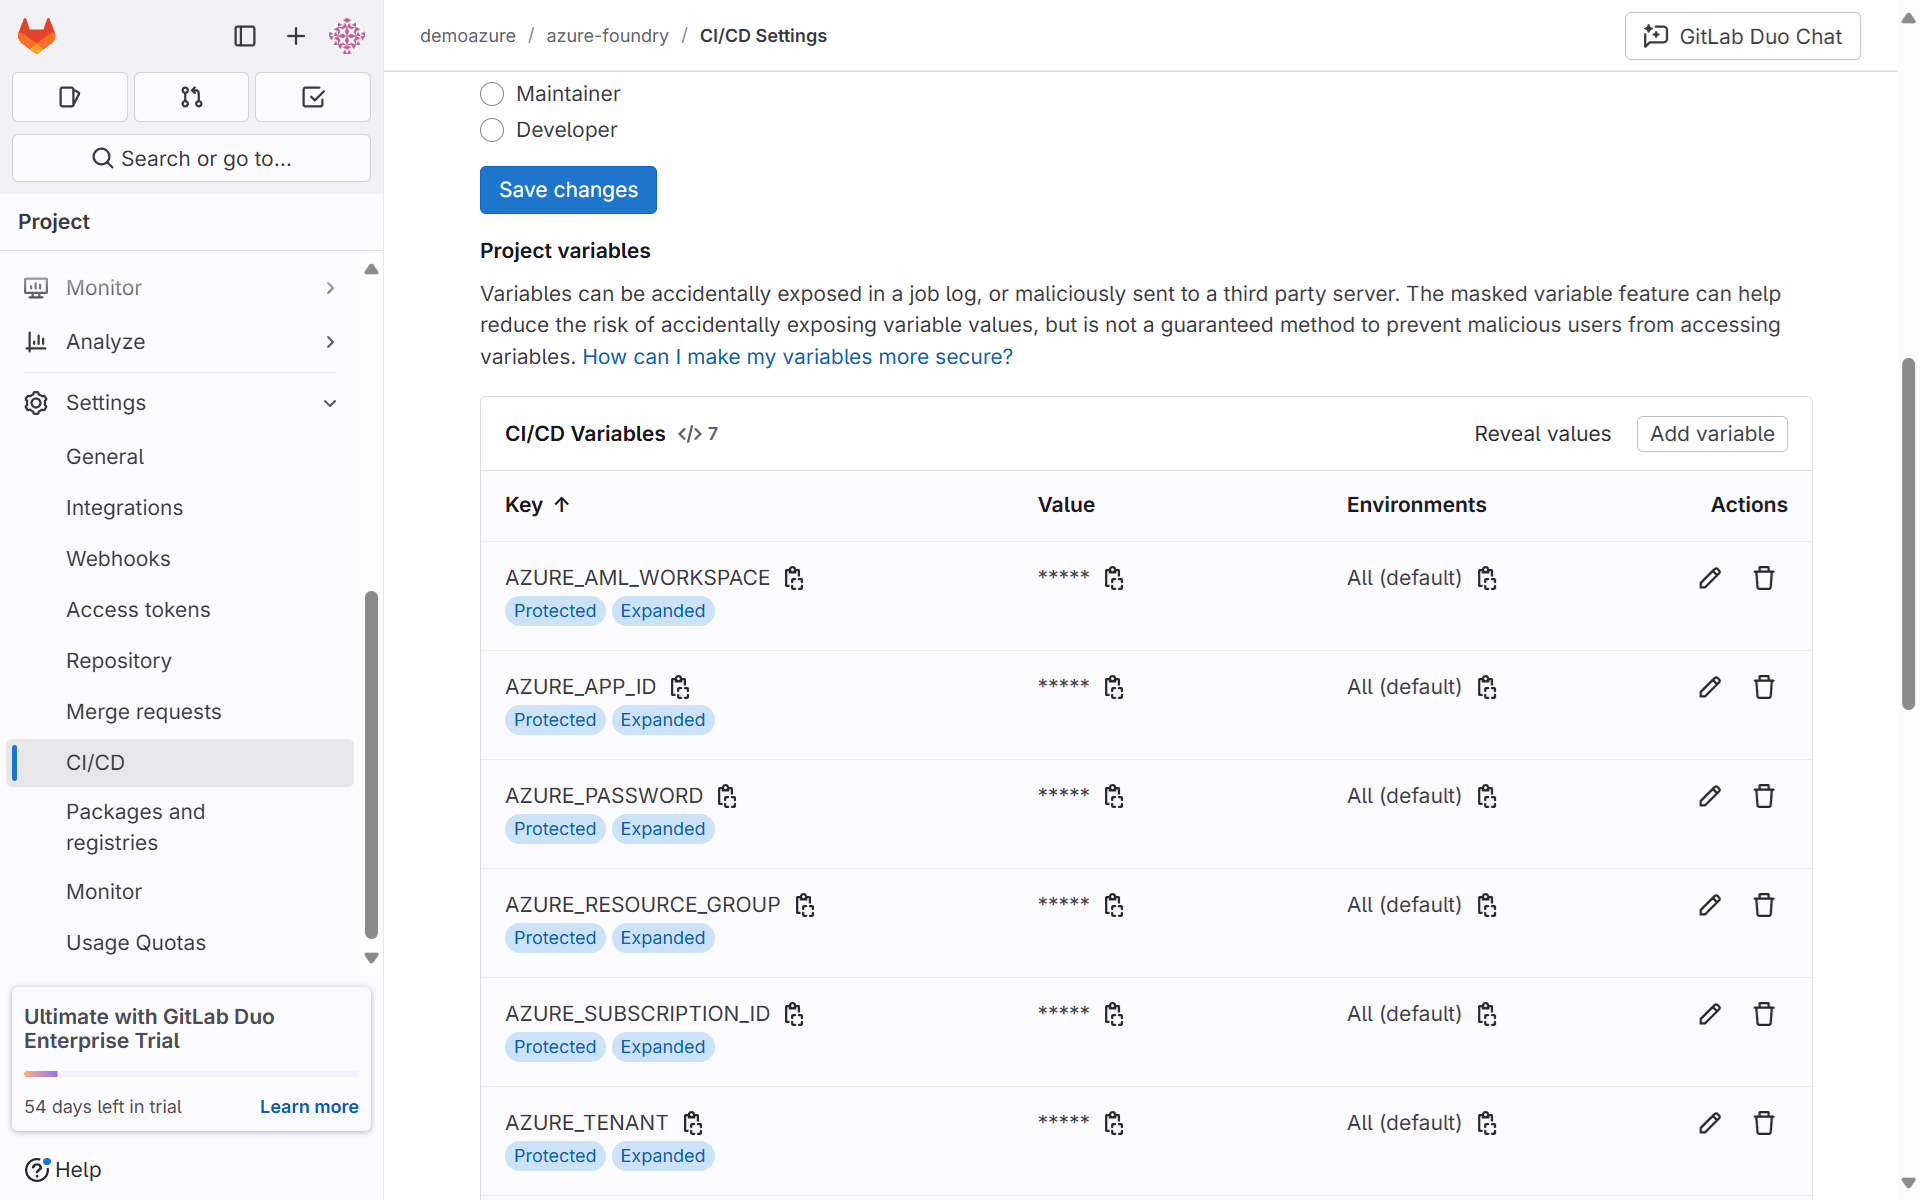 Search or go to...
Project
Monitor
Analyze
Settings
General
Integrations
Webhooks
Access tokens
Repository
Merge requests
CI/CD
Packages and
registries
Monitor
Usage Quotas
Ultimate with GitLab Duo
Enterprise Trial
54 days left in trial
Learn more
Help
demoazure / azure-foundry / CI/CD Settings
GitLab Duo Chat
Maintainer
Developer
Save changes
Project variables
Variables can be accidentally exposed in a job log, or maliciously sent to a third party server. The masked variable feature can help
reduce the risk of accidentally exposing variable values, but is not a guaranteed method to prevent malicious users from accessing
variables. How can I make my variables more secure?
CI/CD Variables </> 7
Reveal values
Add variable
Key ↑ Value Environments Actions
AZURE_AML_WORKSPACE ***** All (default)
Protected Expanded
AZURE_APP_ID ***** All (default)
Protected Expanded
AZURE_PASSWORD ***** All (default)
Protected Expanded
AZURE_RESOURCE_GROUP ***** All (default)
Protected Expanded
AZURE_SUBSCRIPTION_ID ***** All (default)
Protected Expanded
AZURE_TENANT ***** All (default)
Protected Expanded